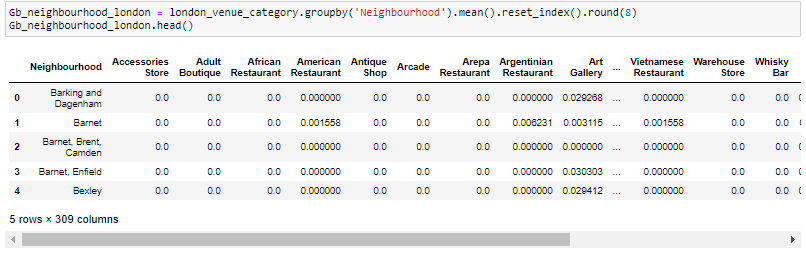 Gb_neighbourhood_london = london_venue_category.groupby('Neighbourhood').mean().reset_index().round(8)
Gb_neighbourhood_london.head()
Neighbourhood Accessories Store Adult Boutique African Restaurant American Restaurant Antique Shop Arcade Arepa Restaurant Argentinian Restaurant Art Gallery ... Vietnamese Restaurant Warehouse Store Whisky Bar
0 Barking and Dagenham 0.0 0.0 0.0 0.000000 0.0 0.0 0.0 0.000000 0.029268 ... 0.000000 0.0 0.0
1 Barnet 0.0 0.0 0.0 0.001558 0.0 0.0 0.0 0.006231 0.003115 ... 0.001558 0.0 0.0
2 Barnet, Brent, Camden 0.0 0.0 0.0 0.000000 0.0 0.0 0.0 0.000000 0.000000 ... 0.000000 0.0 0.0
3 Barnet, Enfield 0.0 0.0 0.0 0.000000 0.0 0.0 0.0 0.000000 0.030303 ... 0.000000 0.0 0.0
4 Bexley 0.0 0.0 0.0 0.000000 0.0 0.0 0.0 0.000000 0.029412 ... 0.000000 0.0 0.0
5 rows × 309 columns